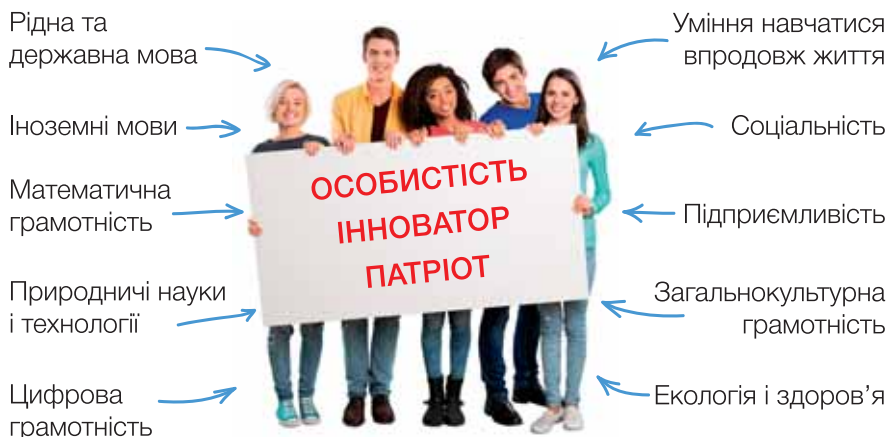 Рідна та
державна мова
Іноземні мови
Математична
грамотність
Природничі науки
і технології
Цифрова
грамотність
ОСОБИСТІСТЬ
ІННОВАТОР
ПАТРІОТ
Уміння навчатися
впродовж життя
Соціальність
Підприємливість
Загальнокультурна
грамотність
Екологія і здоров’я